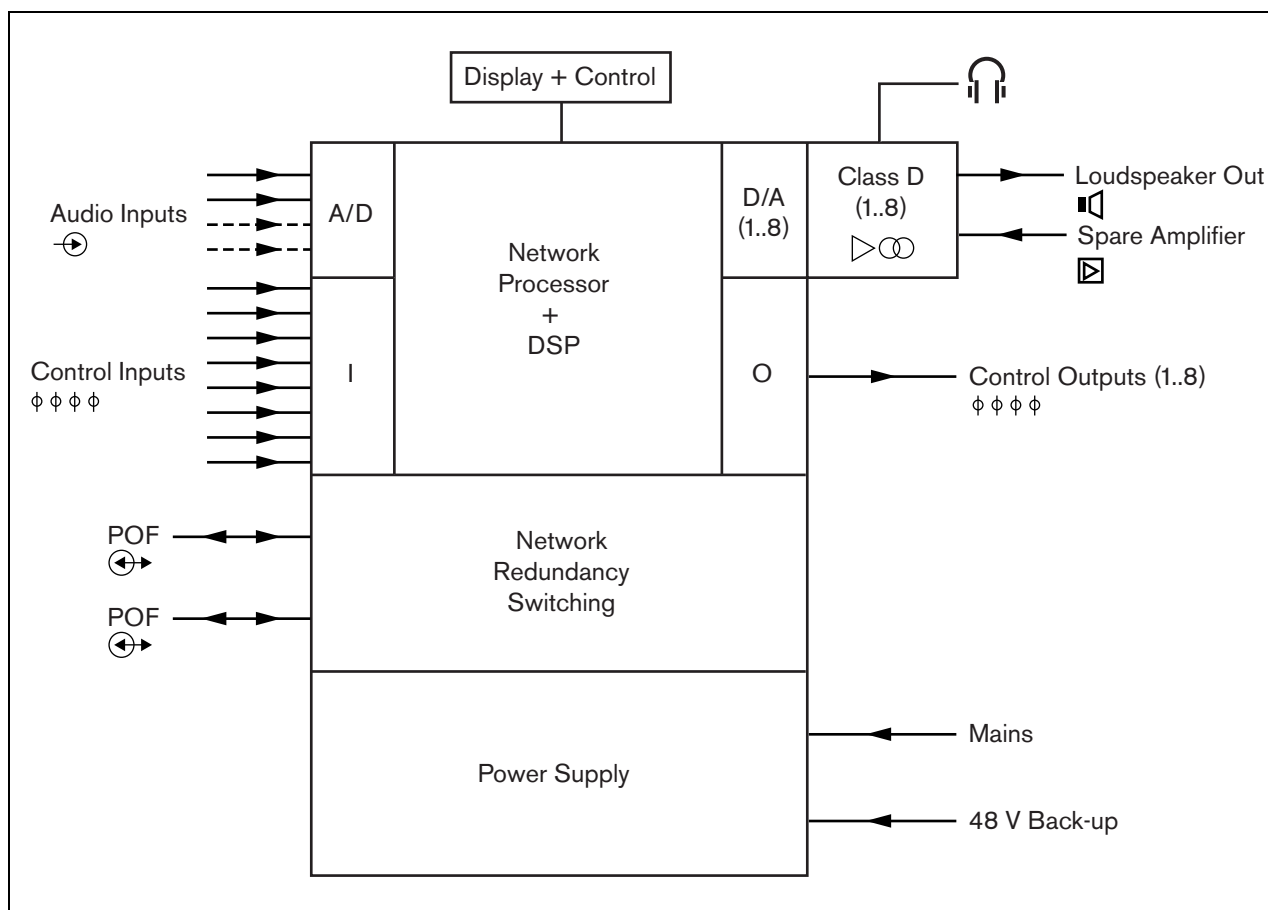 Display + Control
Audio Inputs
A/D
Network
Processor
+
DSP
D/A
(1..8)
Class D
(1..8)
Loudspeaker Out
Spare Amplifier
Control Inputs
I
O
Control Outputs (1..8)
POF
POF
Network
Redundancy
Switching
Power Supply
Mains
48 V Back-up